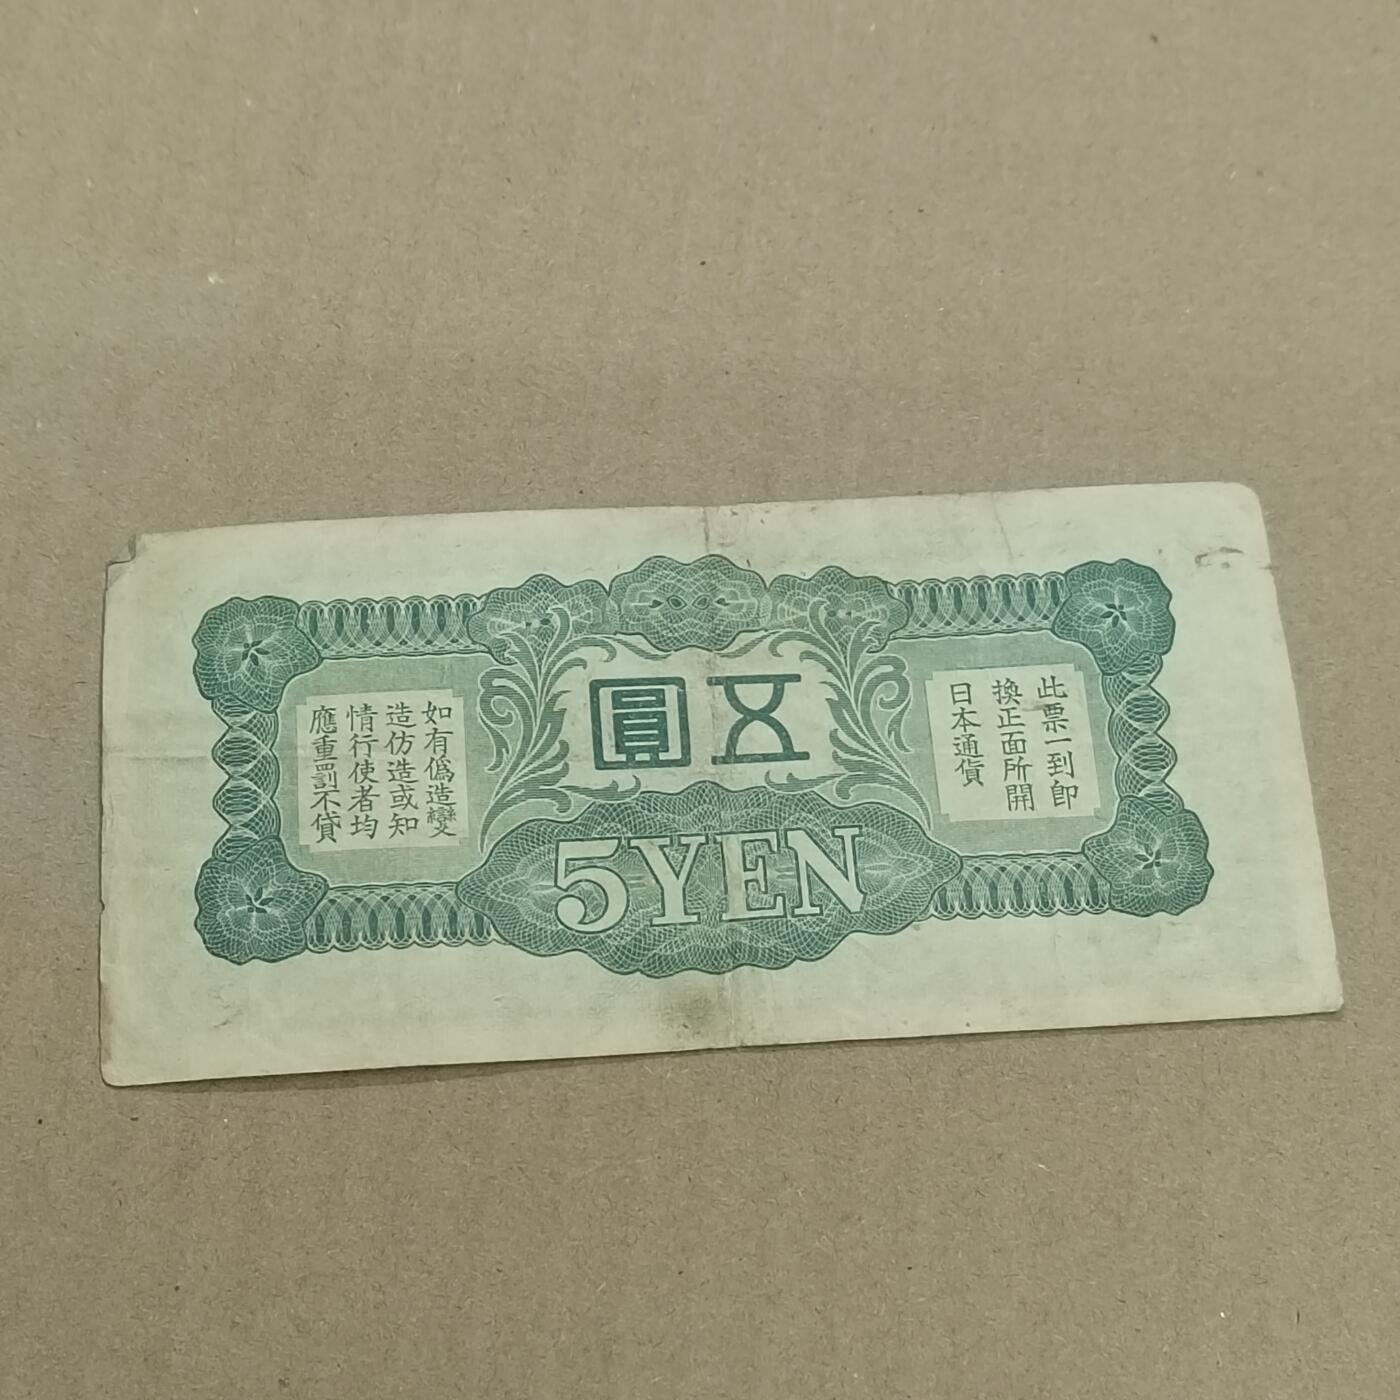 此票一到卽
換正面所開
日本通貨
五圓
5YEN
如有僞造變
造仿造或知
情行使者均
應重罰不貸